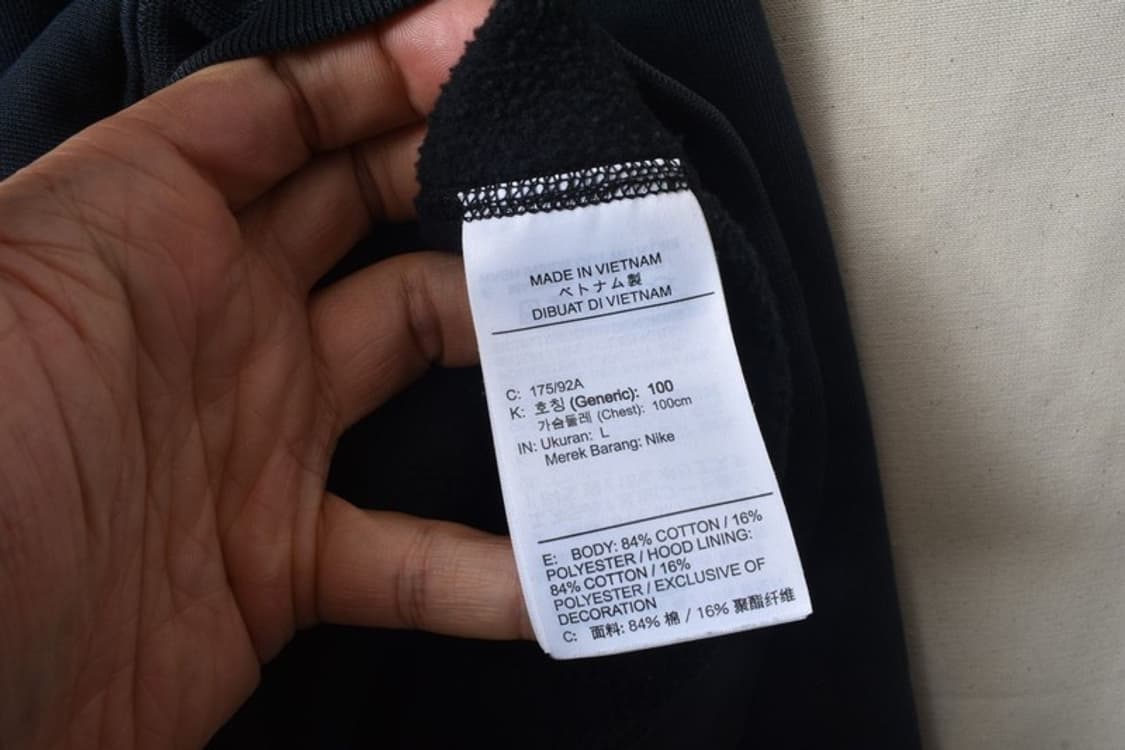 MADE IN VIETNAM
ベトナム製
DIBUAT DI VIETNAM
C: 175/92A
K: 호칭 (Generic): 100
가슴둘레 (Chest): 100cm
IN: Ukuran: L
Merek Barang: Nike
E: BODY: 84% COTTON / 16%
POLYESTER / HOOD LINING:
84% COTTON / 16%
POLYESTER / EXCLUSIVE OF
DECORATION
C: 面料: 84% 棉 / 16% 聚酯纤维